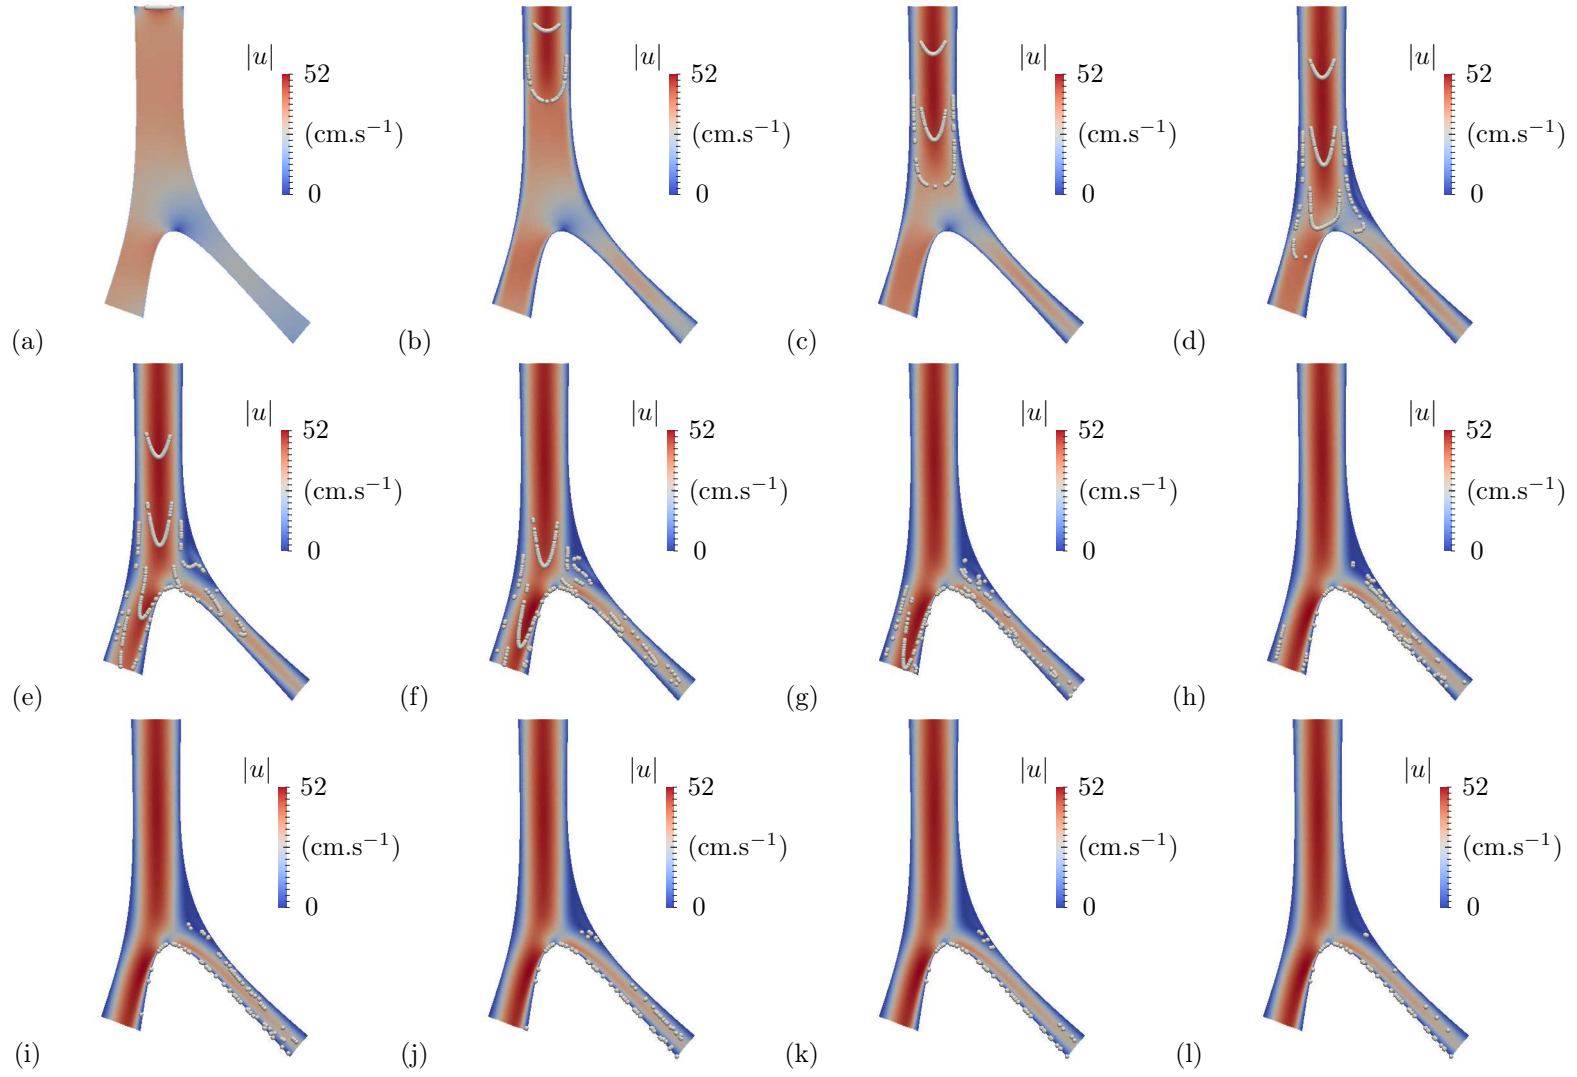 |u| |u| |u| |u|
52 52 52 52
(cm.s⁻¹) (cm.s⁻¹) (cm.s⁻¹) (cm.s⁻¹)
0 0 0 0
(a) (b) (c) (d)
|u| |u| |u| |u|
52 52 52 52
(cm.s⁻¹) (cm.s⁻¹) (cm.s⁻¹) (cm.s⁻¹)
0 0 0 0
(e) (f) (g) (h)
|u| |u| |u| |u|
52 52 52 52
(cm.s⁻¹) (cm.s⁻¹) (cm.s⁻¹) (cm.s⁻¹)
0 0 0 0
(i) (j) (k) (l)